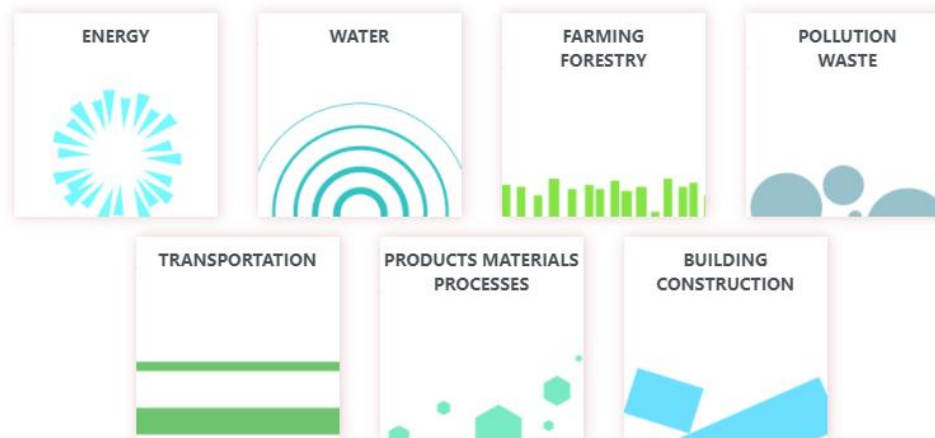 ENERGY
WATER
FARMING
FORESTRY
POLLUTION
WASTE
TRANSPORTATION
PRODUCTS MATERIALS
PROCESSES
BUILDING
CONSTRUCTION